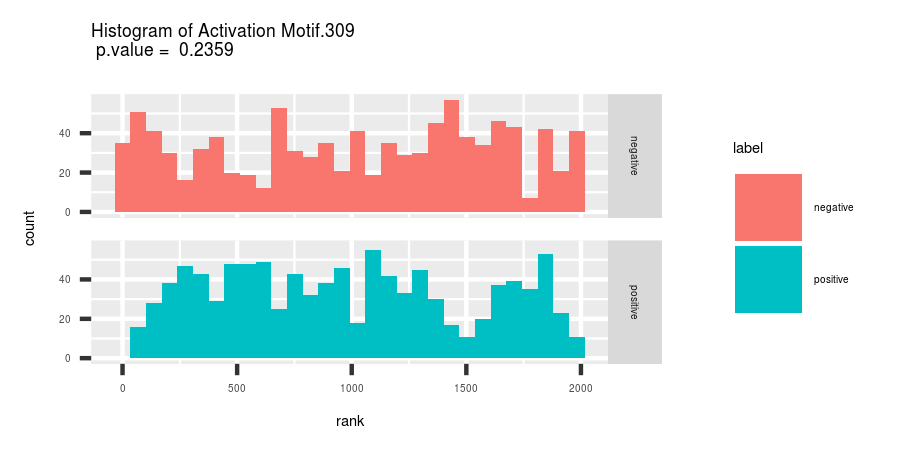 Histogram of Activation Motif.309
p.value = 0.2359
count
40
20
0
negative
40
20
0
positive
0 500 1000 1500 2000
rank
label
negative
positive